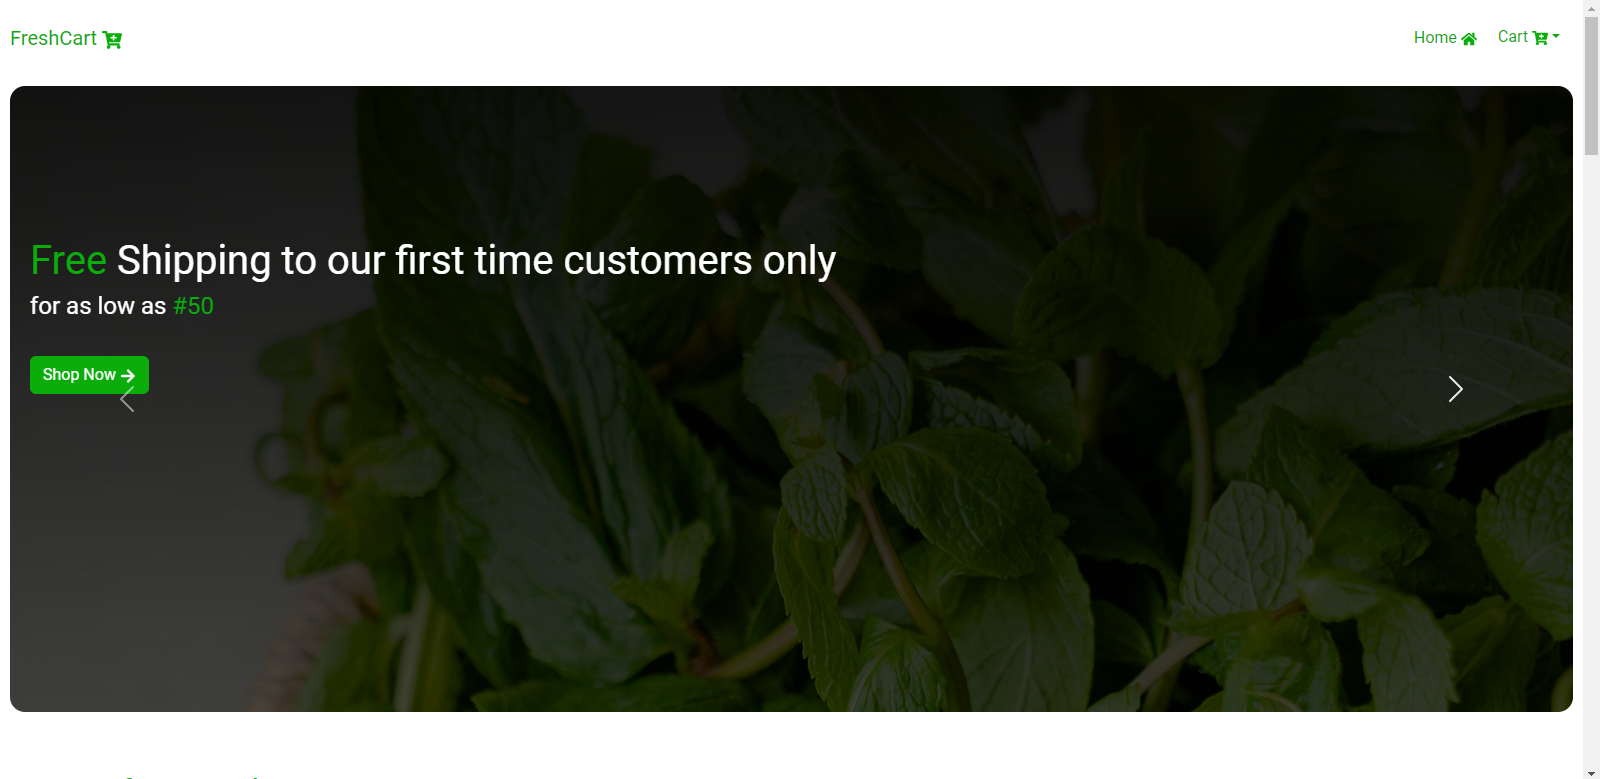 FreshCart
Home
Cart
Free Shipping to our first time customers only
for as low as #50
Shop Now